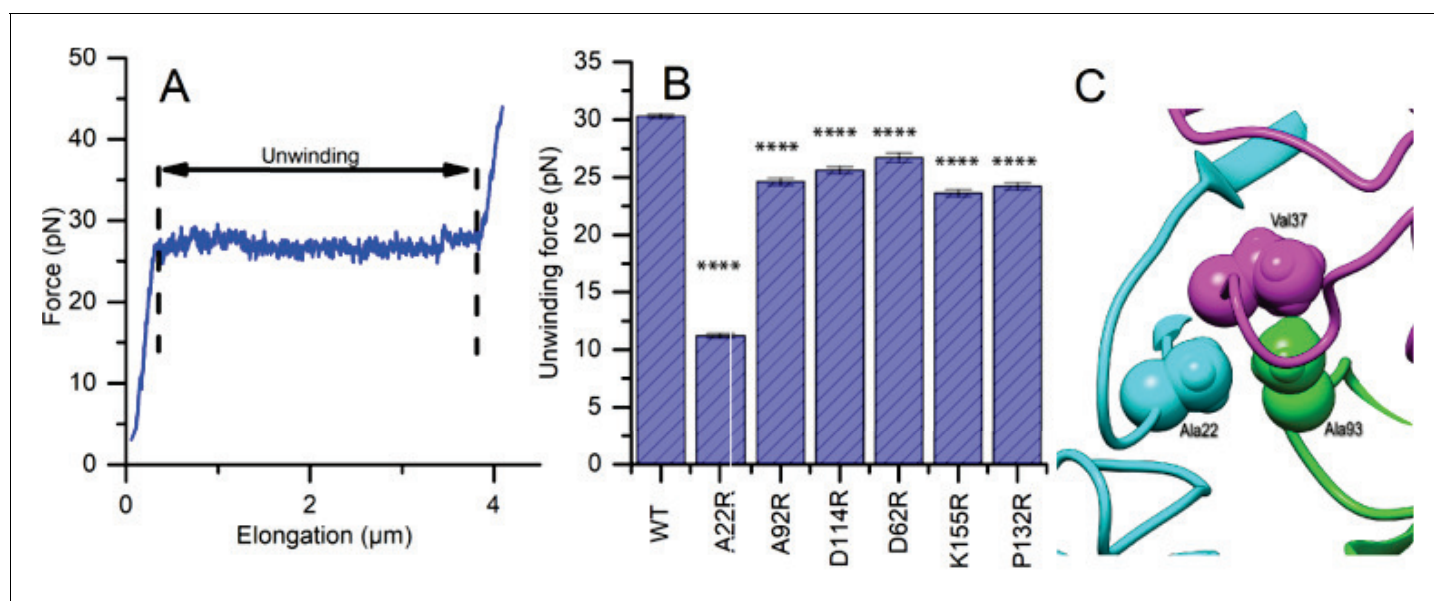 A
50
40
30
20
10
0
Force (pN)
Unwinding
0
2
4
Elongation (µm)
B
35
30
25
20
15
10
5
0
Unwinding force (pN)
****
****
****
****
****
****
WT
A22R
A92R
D114R
D62R
K155R
P132R
C
Val37
Ala22
Ala93